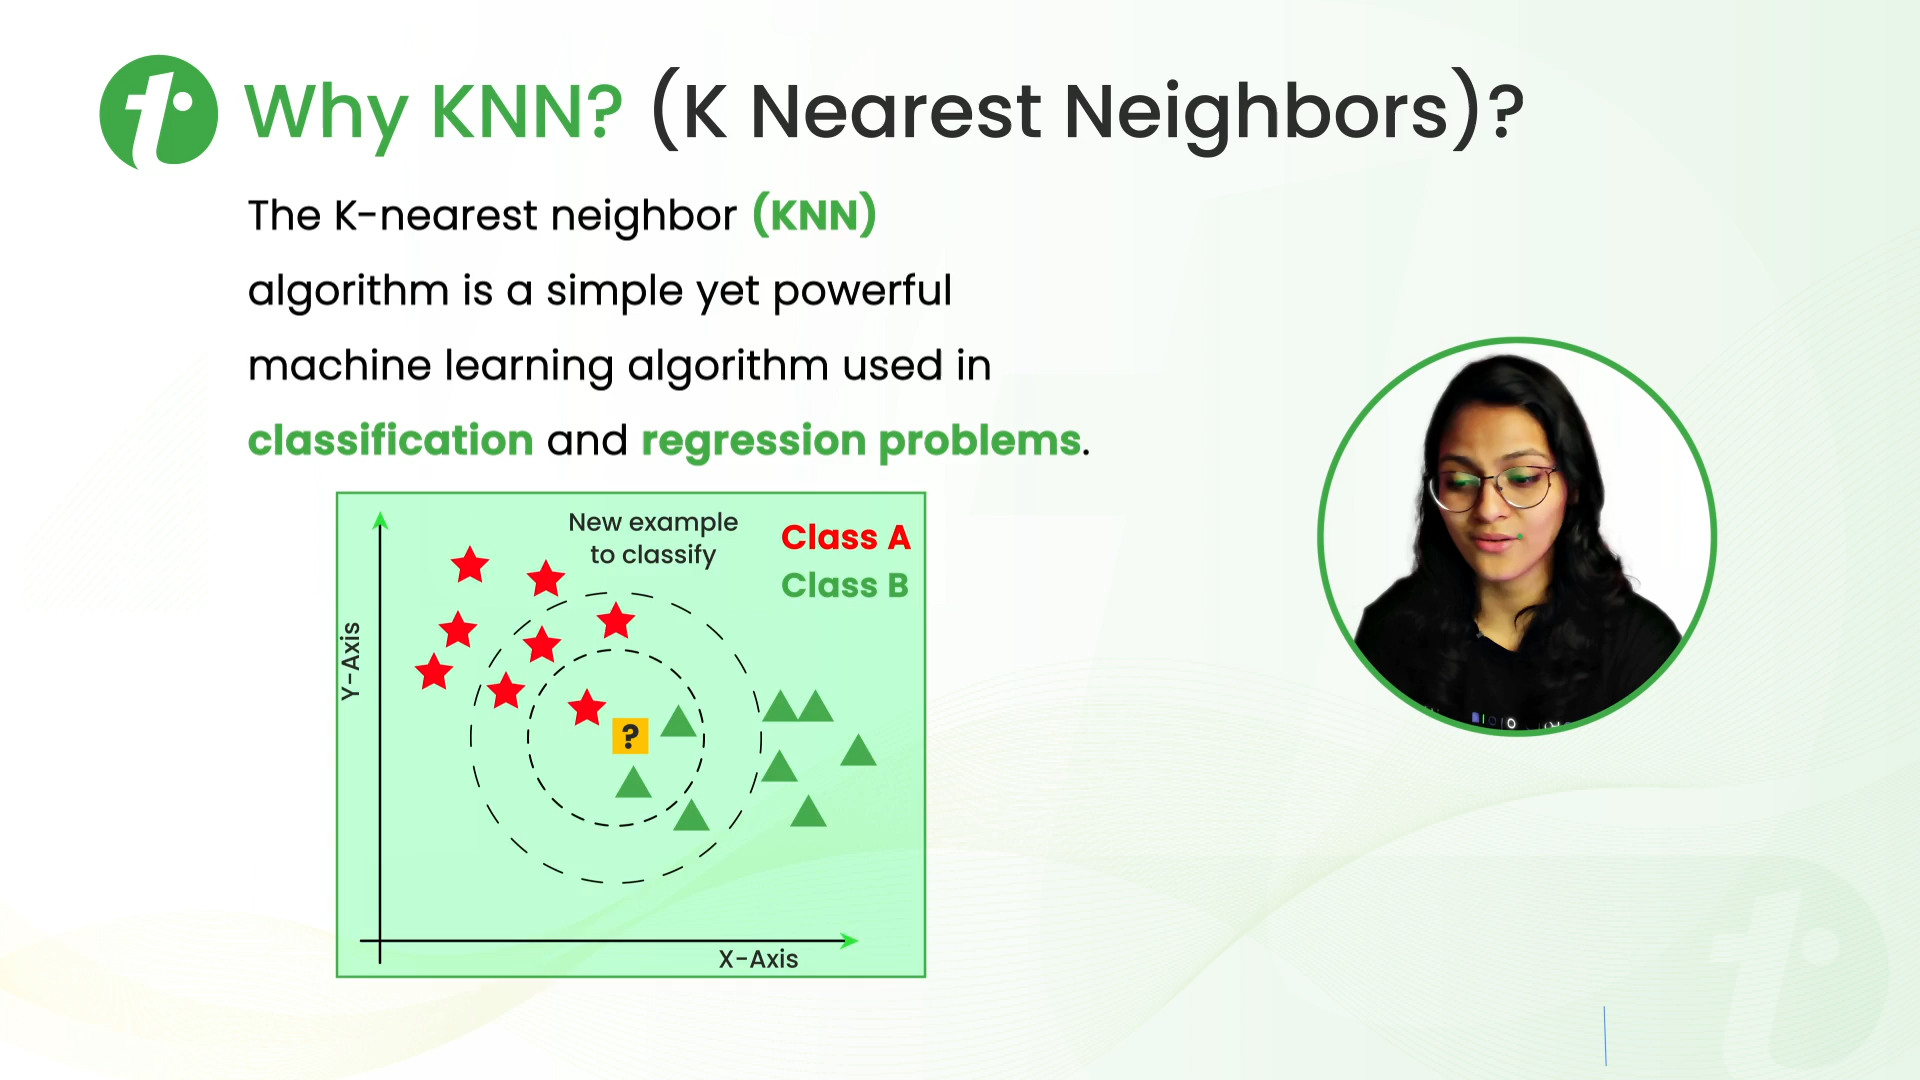 Why KNN? (K Nearest Neighbors)?
The K-nearest neighbor (KNN)
algorithm is a simple yet powerful
machine learning algorithm used in
classification and regression problems.
New example
to classify
Class A
Class B
Y-Axis
?
X-Axis